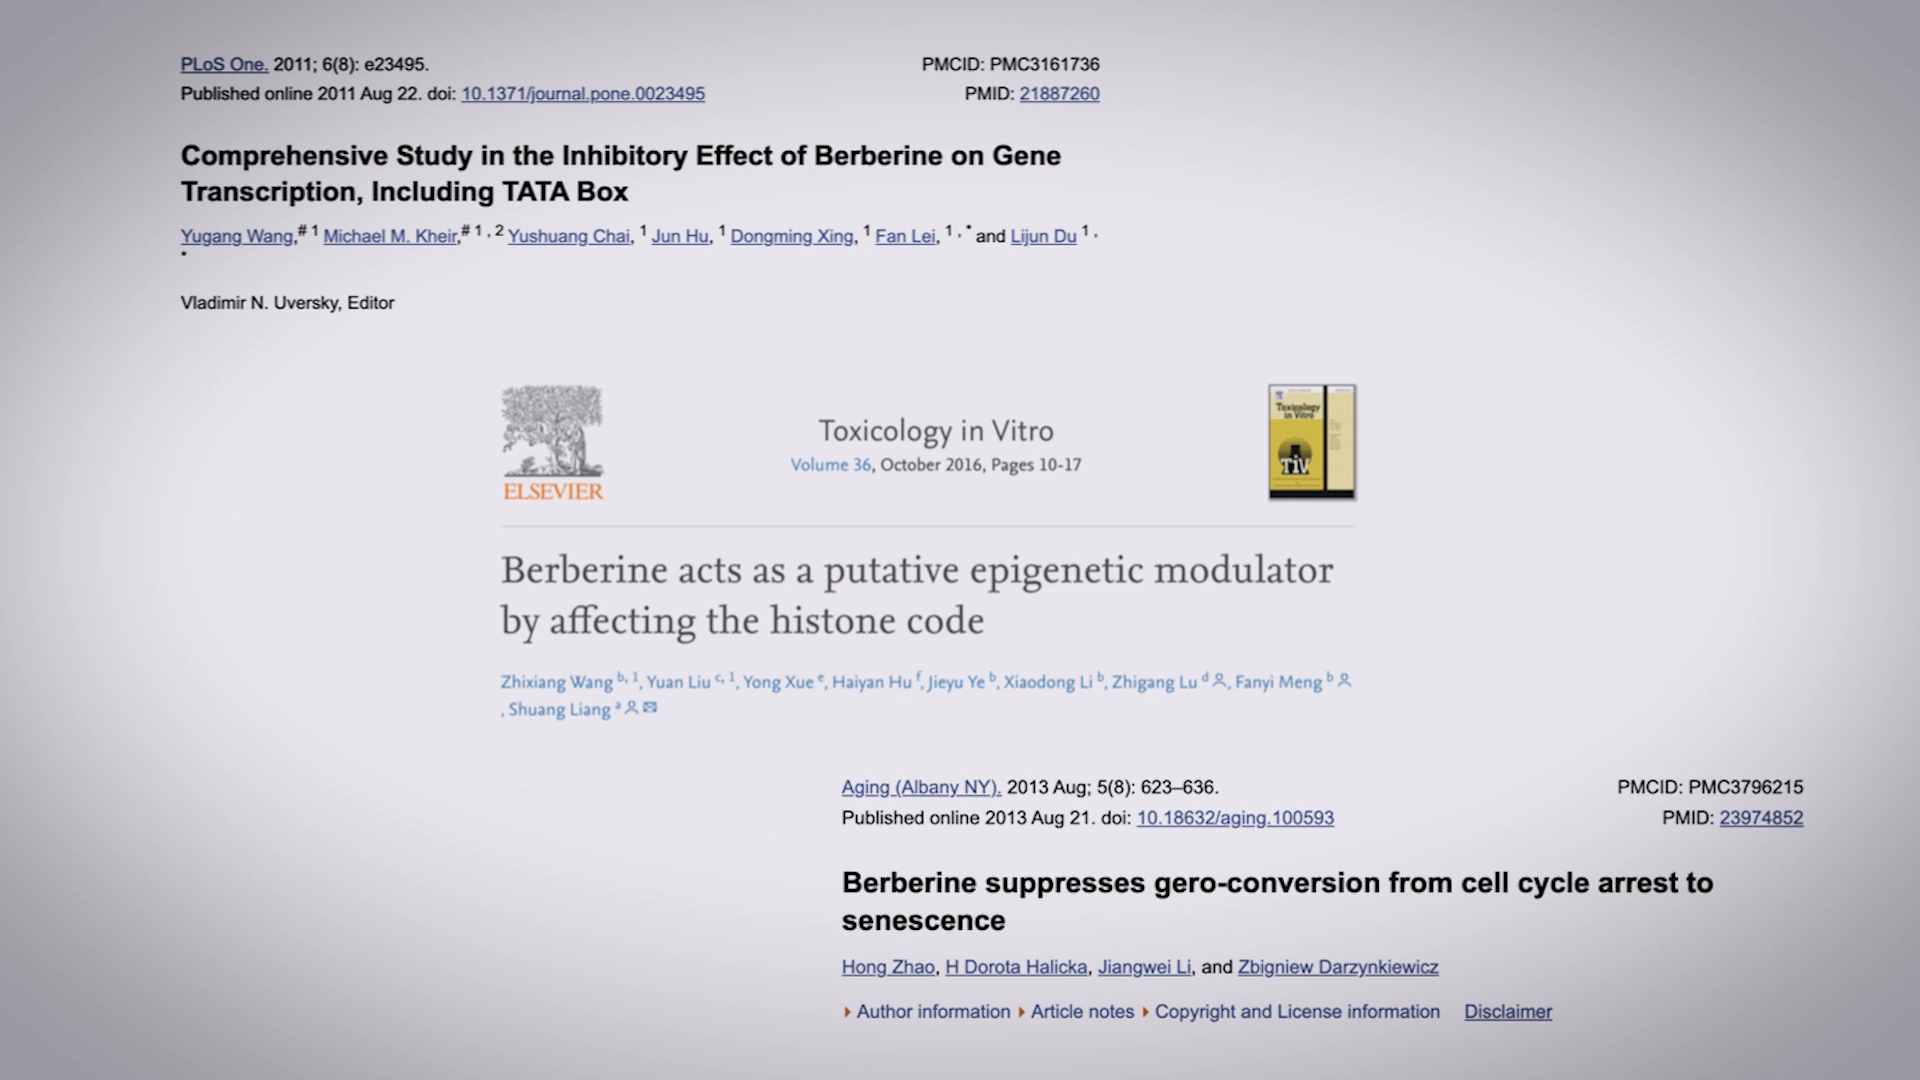 PLoS One. 2011; 6(8): e23495.
PMCID: PMC3161736
Published online 2011 Aug 22. doi: 10.1371/journal.pone.0023495
PMID: 21887260
Comprehensive Study in the Inhibitory Effect of Berberine on Gene
Transcription, Including TATA Box
Yugang Wang,# 1 Michael M. Kheir,# 1 , 2 Yushuang Chai, 1 Jun Hu, 1 Dongming Xing, 1 Fan Lei, 1 , * and Lijun Du 1 ,
*
Vladimir N. Uversky, Editor
ELSEVIER
Toxicology in Vitro
Volume 36, October 2016, Pages 10-17
Toxicology
in Vitro
TiV
Berberine acts as a putative epigenetic modulator
by affecting the histone code
Zhixiang Wang b, 1, Yuan Liu c, 1, Yong Xue e, Haiyan Hu f, Jieyu Ye b, Xiaodong Li b, Zhigang Lu d, Fanyi Meng b
, Shuang Liang a
Aging (Albany NY). 2013 Aug; 5(8): 623–636.
PMCID: PMC3796215
Published online 2013 Aug 21. doi: 10.18632/aging.100593
PMID: 23974852
Berberine suppresses gero-conversion from cell cycle arrest to
senescence
Hong Zhao, H Dorota Halicka, Jiangwei Li, and Zbigniew Darzynkiewicz
Author information Article notes Copyright and License information Disclaimer